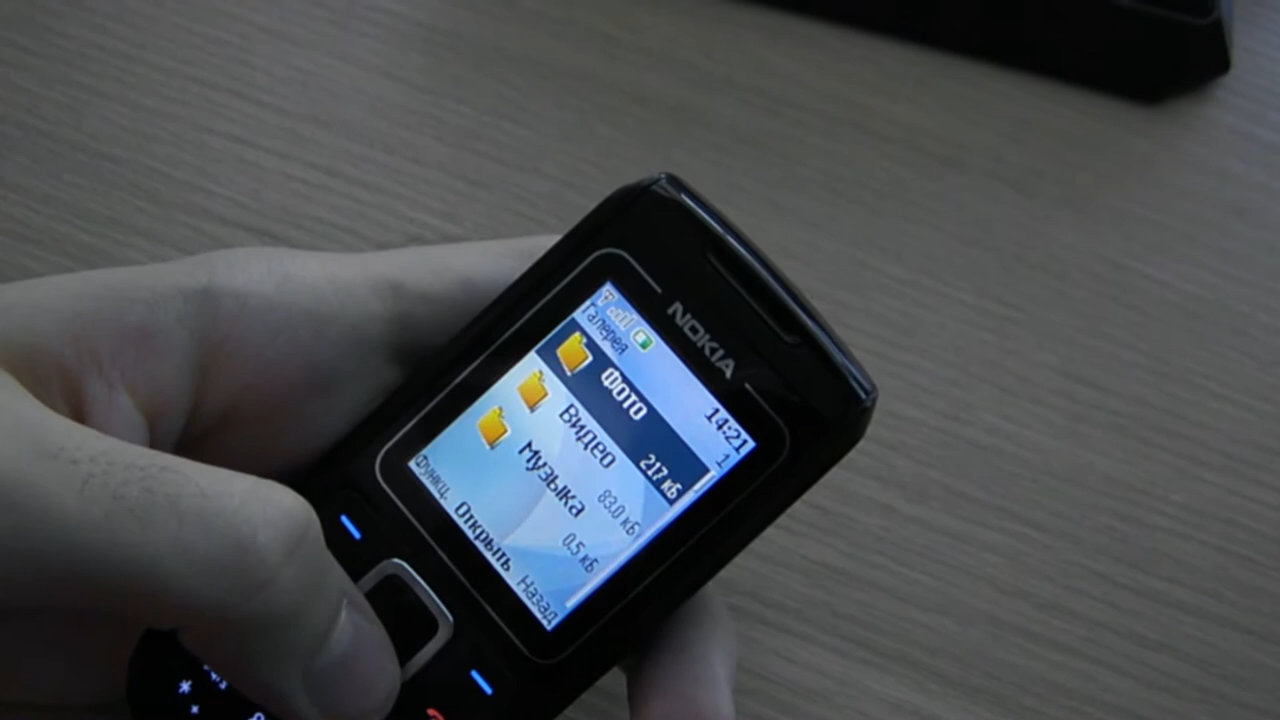 NOKIA
14:21
Галерея
1
Фото
217 кБ
Видео
83.0 кБ
Музыка
0.5 кБ
Функц. Открыть Назад
*
+